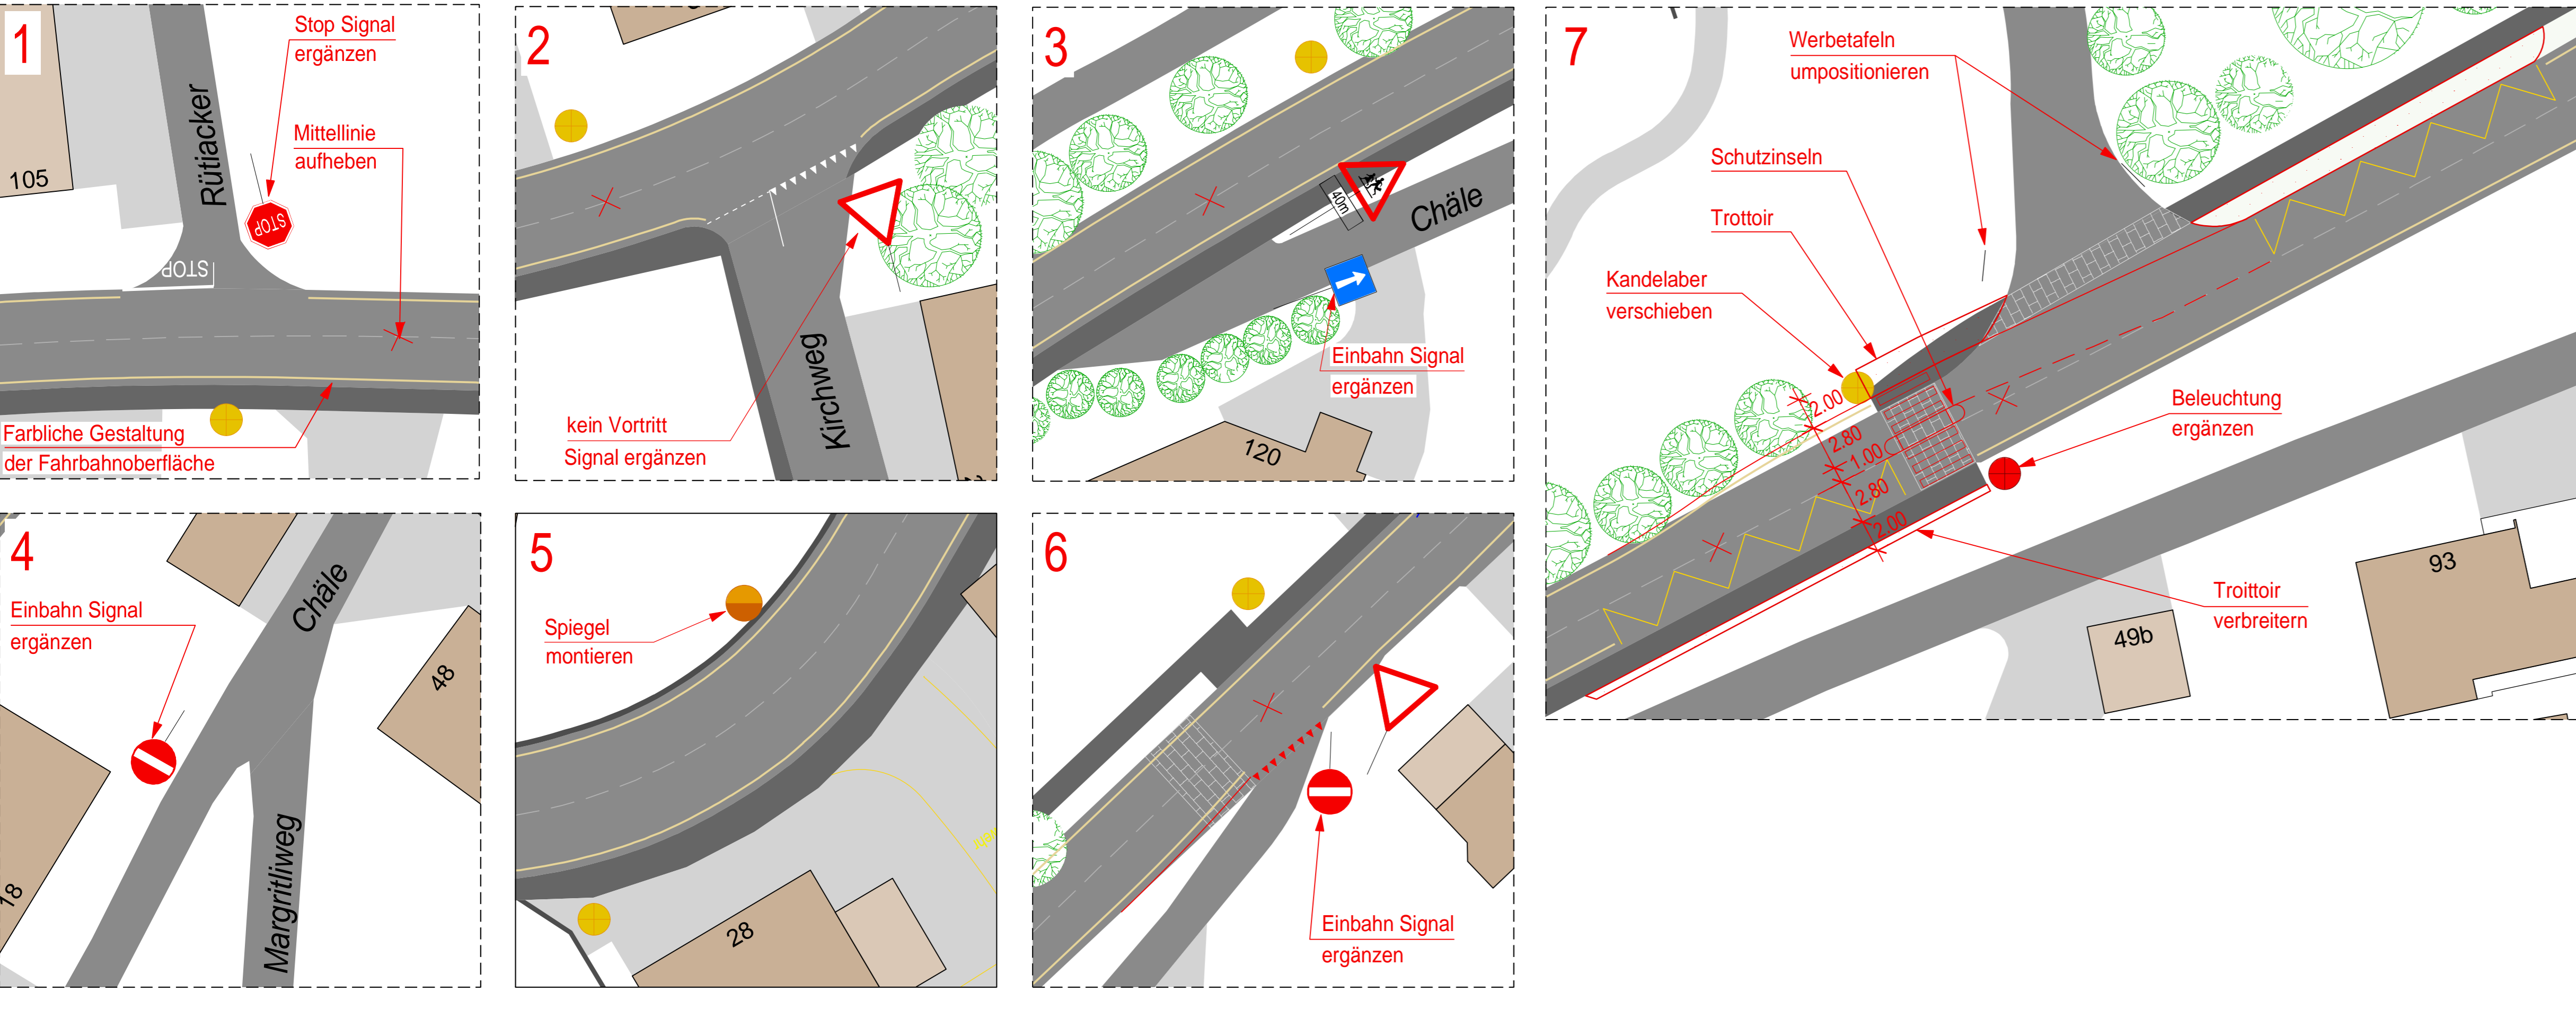 1
Stop Signal
ergänzen
Rütiacker
Mittellinie
aufheben
105
STOP
STOP
Farbliche Gestaltung
der Fahrbahnoberfläche
2
kein Vortritt
Signal ergänzen
Kirchweg
3
40m
Chäle
Einbahn Signal
ergänzen
120
4
Einbahn Signal
ergänzen
Chäle
48
18
Margritliweg
5
Spiegel
montieren
28
6
Einbahn Signal
ergänzen
7
Werbetafeln
umpositionieren
Schutzinseln
Trottoir
Kandelaber
verschieben
2.00
2.80
1.00
2.80
2.00
Beleuchtung
ergänzen
Troittoir
verbreitern
49b
93